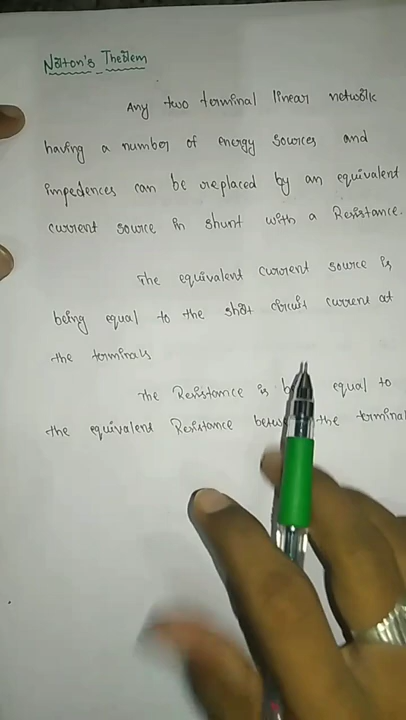 Norton's Theorem
Any two terminal linear network
having a number of energy sources and
impedences can be replaced by an equivalent
current source in shunt with a Resistance.
The equivalent current source is
being equal to the short circuit current at
the terminals
The Resistance is equal to
the equivalent Resistance the terminal